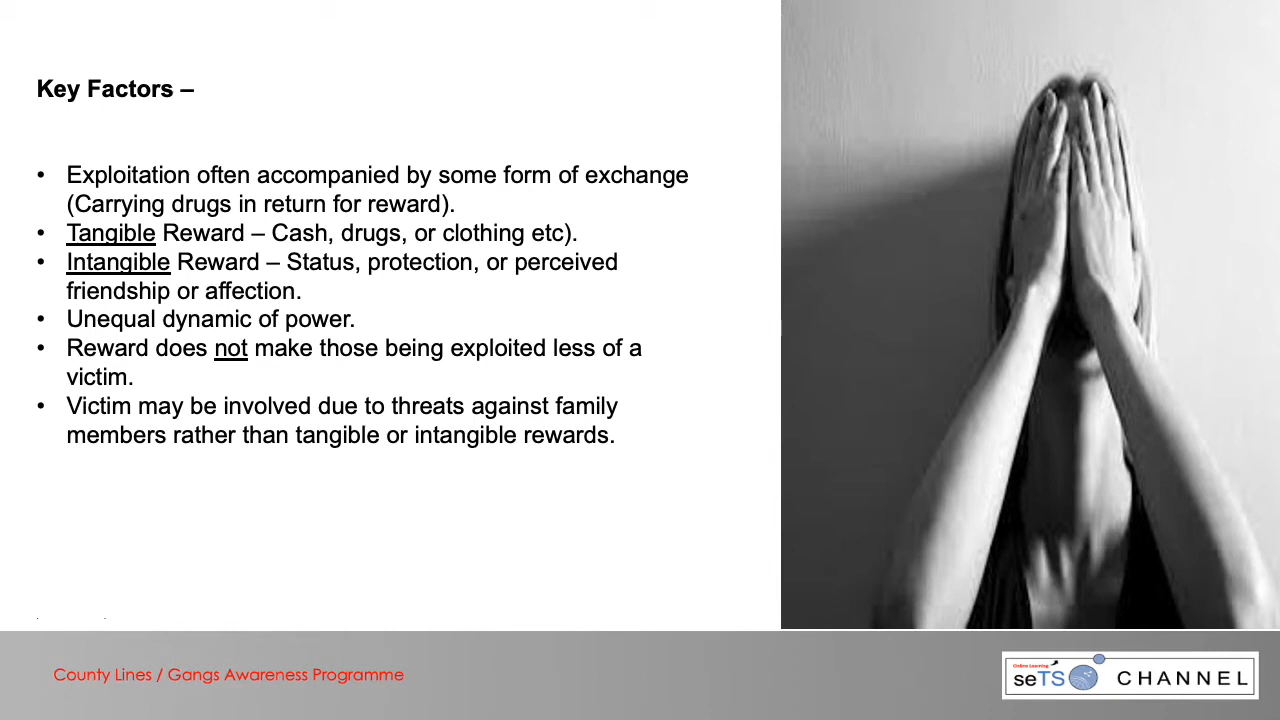 Key Factors –
• Exploitation often accompanied by some form of exchange
(Carrying drugs in return for reward).
• Tangible Reward – Cash, drugs, or clothing etc).
• Intangible Reward – Status, protection, or perceived
friendship or affection.
• Unequal dynamic of power.
• Reward does not make those being exploited less of a
victim.
• Victim may be involved due to threats against family
members rather than tangible or intangible rewards.
County Lines / Gangs Awareness Programme
Online Learning
seTS CHANNEL